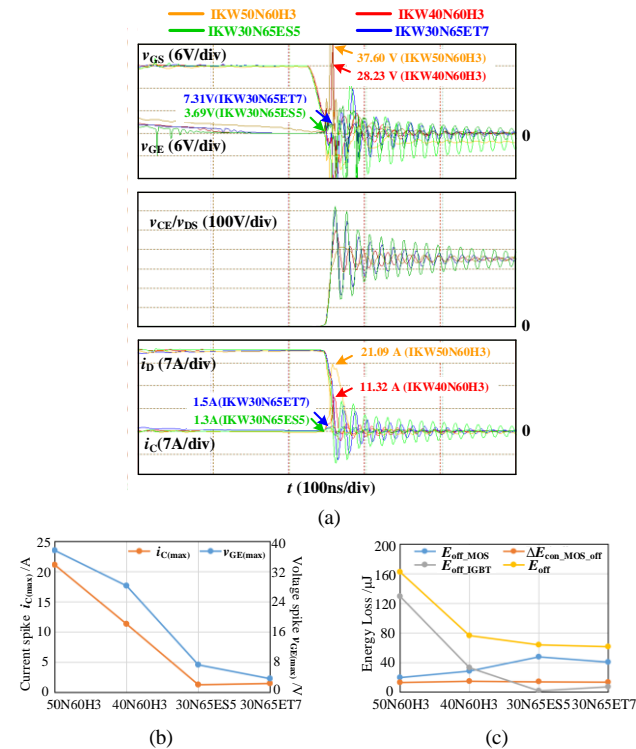 IKW50N60H3 IKW40N60H3
IKW30N65ES5 IKW30N65ET7
vGS (6V/div)
37.60 V (IKW50N60H3)
28.23 V (IKW40N60H3)
7.31V(IKW30N65ET7)
3.69V(IKW30N65ES5)
0
vGE (6V/div)
vCE/vDS (100V/div)
0
21.09 A (IKW50N60H3)
iD (7A/div)
11.32 A (IKW40N60H3)
1.5A(IKW30N65ET7)
1.3A(IKW30N65ES5)
0
iC(7A/div)
t (100ns/div)
(a)
Current spike iC(max) /A
25
20
15
10
5
0
iC(max) vGE(max)
40
32
24
16
8
0
Voltage spike vGE(max) /V
50N60H3 40N60H3 30N65ES5 30N65ET7
(b)
Energy Loss /μJ
200
160
120
80
40
0
Eoff_MOS ΔEcon_MOS_off
Eoff_IGBT Eoff
50N60H3 40N60H3 30N65ES5 30N65ET7
(c)